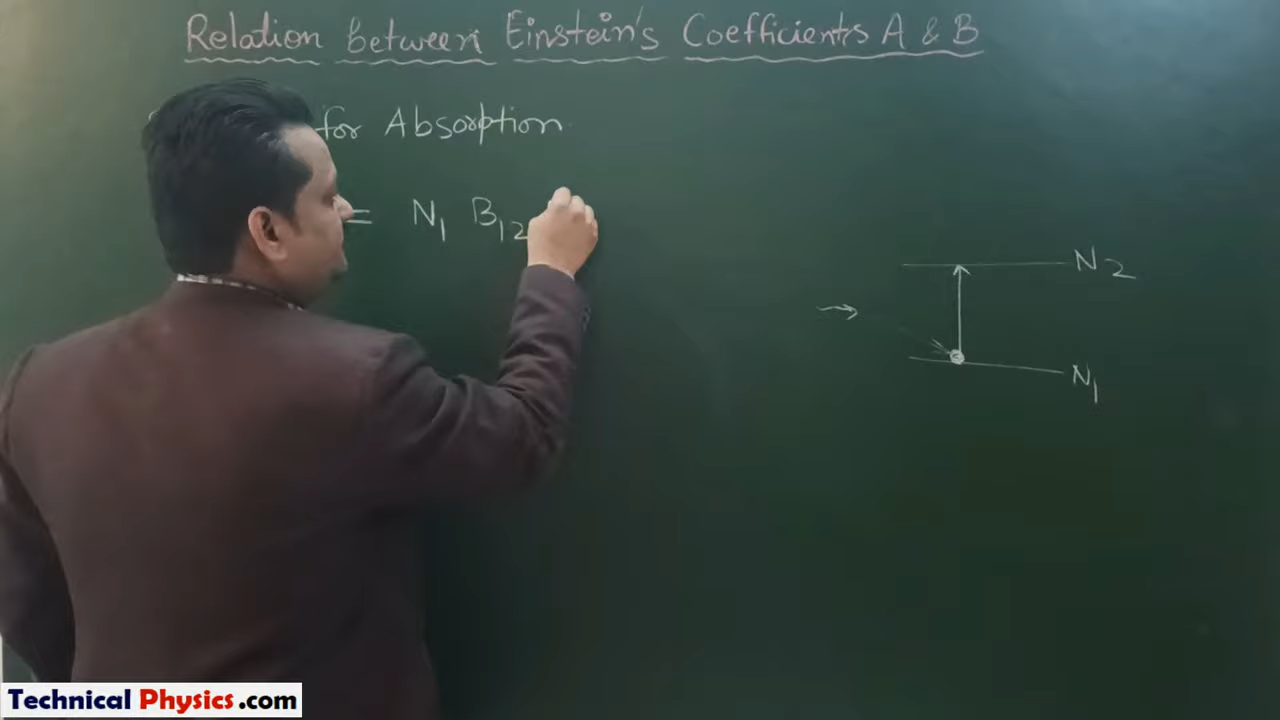 Relation between Einstein's Coefficients A & B
for Absorption
= N₁ B₁₂
N₂
N₁
Technical Physics.com